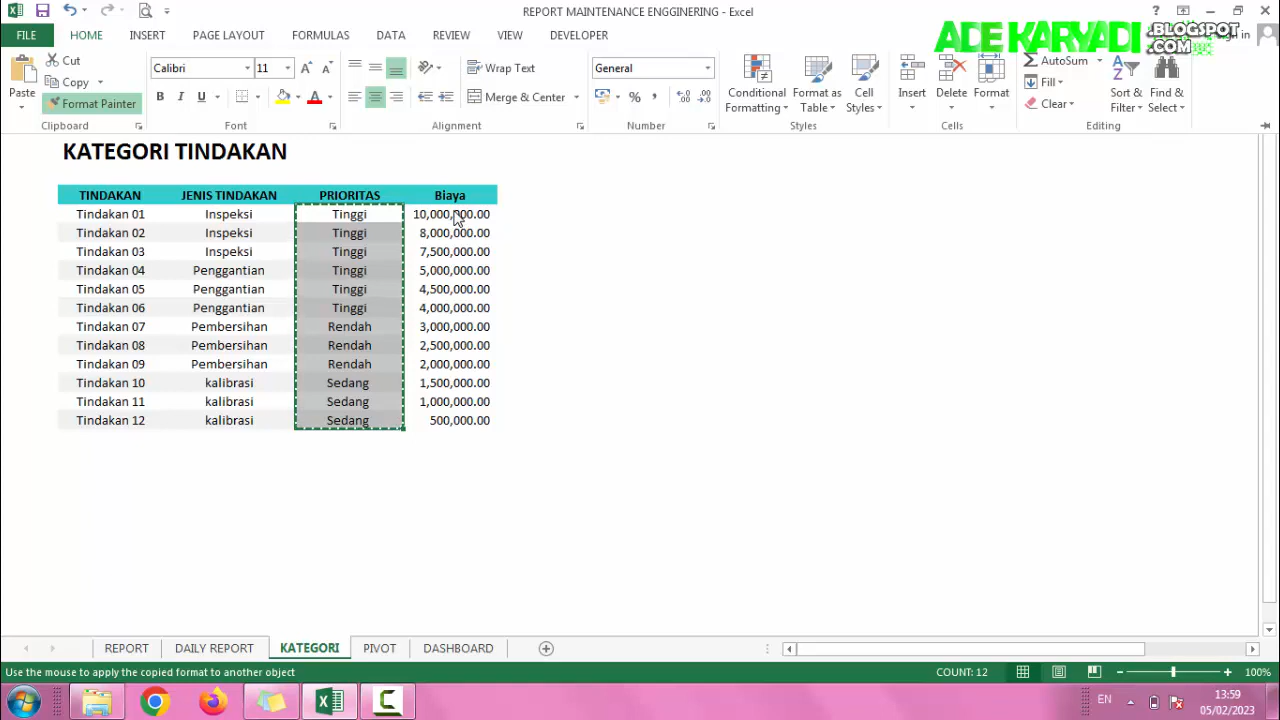 REPORT MAINTENANCE ENGGINERING - Excel
FILE HOME INSERT PAGE LAYOUT FORMULAS DATA REVIEW VIEW DEVELOPER
ADE KARYADI .BLOGSPOT .COM
Paste Cut Copy Format Painter
Calibri 11
Wrap Text
Merge & Center
General
Conditional Formatting Format as Table Cell Styles
Insert Delete Format
AutoSum Fill Clear
Sort & Filter Find & Select
Clipboard Font Alignment Number Styles Cells Editing
KATEGORI TINDAKAN
TINDAKAN JENIS TINDAKAN PRIORITAS Biaya
Tindakan 01 Inspeksi Tinggi 10,000,000.00
Tindakan 02 Inspeksi Tinggi 8,000,000.00
Tindakan 03 Inspeksi Tinggi 7,500,000.00
Tindakan 04 Penggantian Tinggi 5,000,000.00
Tindakan 05 Penggantian Tinggi 4,500,000.00
Tindakan 06 Penggantian Tinggi 4,000,000.00
Tindakan 07 Pembersihan Rendah 3,000,000.00
Tindakan 08 Pembersihan Rendah 2,500,000.00
Tindakan 09 Pembersihan Rendah 2,000,000.00
Tindakan 10 kalibrasi Sedang 1,500,000.00
Tindakan 11 kalibrasi Sedang 1,000,000.00
Tindakan 12 kalibrasi Sedang 500,000.00
REPORT DAILY REPORT KATEGORI PIVOT DASHBOARD
Use the mouse to apply the copied format to another object COUNT: 12 100%
EN 13:59
05/02/2023